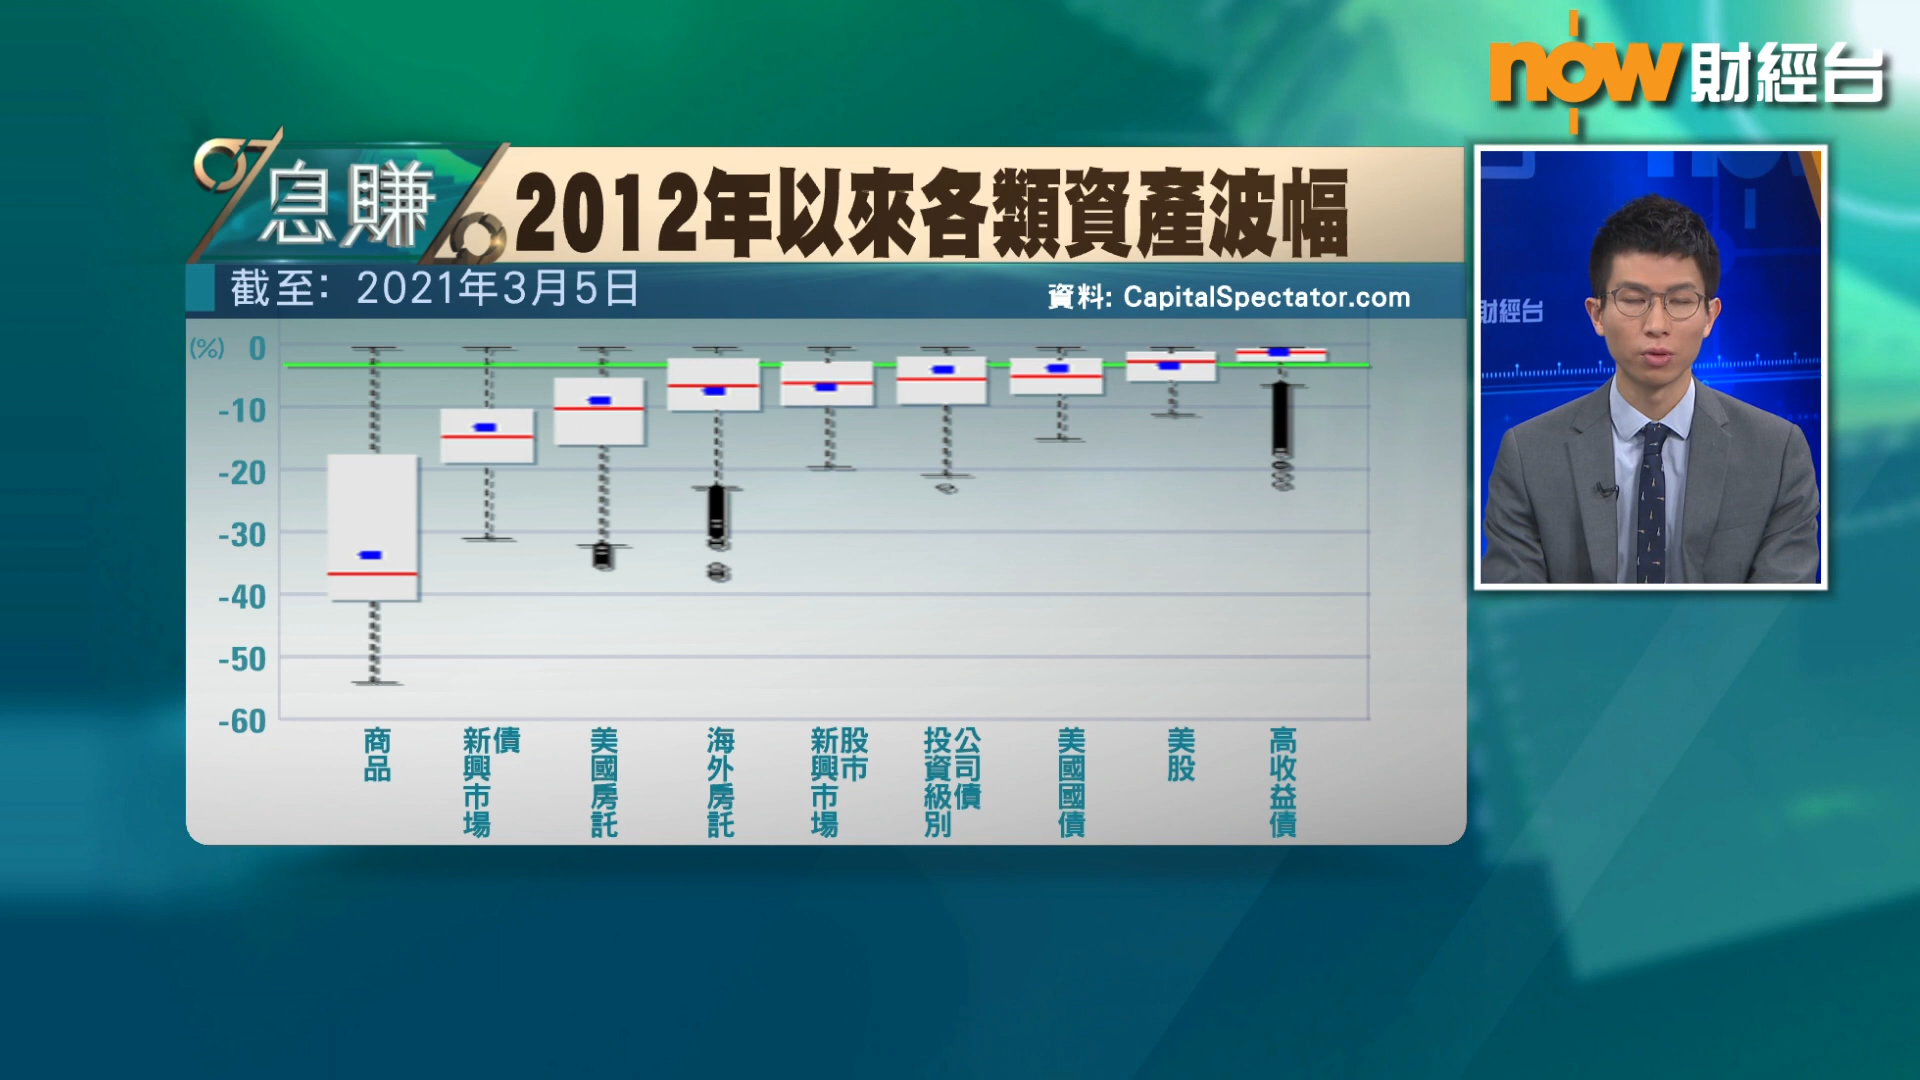 now財經台
息賺
2012年以來各類資產波幅
截至: 2021年3月5日
資料: CapitalSpectator.com
財經台
(%)
0
-10
-20
-30
-40
-50
-60
商品
新興市場債
美國房託
海外房託
新興市場股市
投資級別公司債
美國國債
美股
高收益債